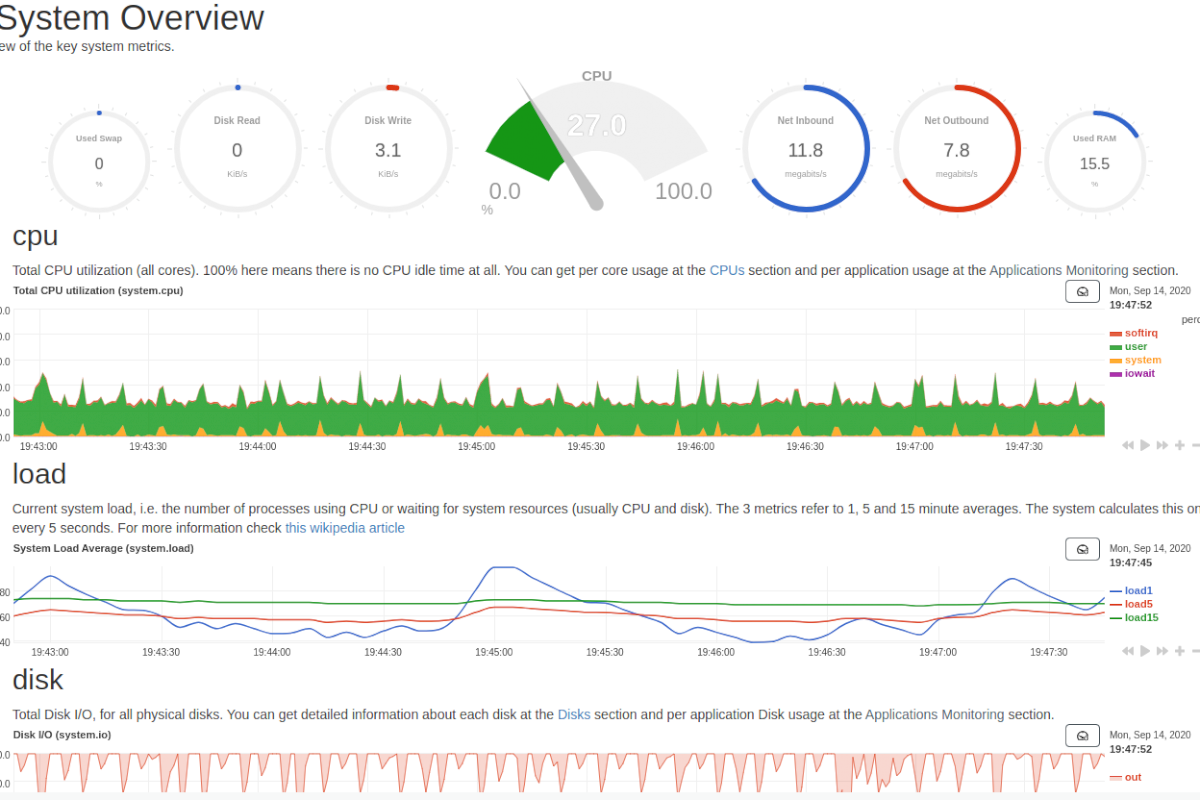 System Overview
ew of the key system metrics.
CPU
Used Swap
0
%
Disk Read
0
KiB/s
Disk Write
3.1
KiB/s
27.0
0.0
100.0
%
Net Inbound
11.8
megabits/s
Net Outbound
7.8
megabits/s
Used RAM
15.5
%
cpu
Total CPU utilization (all cores). 100% here means there is no CPU idle time at all. You can get per core usage at the CPUs section and per application usage at the Applications Monitoring section.
Total CPU utilization (system.cpu)
Mon, Sep 14, 2020
19:47:52
perc
softirq
user
system
iowait
0.0
0.0
0.0
0.0
0.0
0.0
19:43:00 19:43:30 19:44:00 19:44:30 19:45:00 19:45:30 19:46:00 19:46:30 19:47:00 19:47:30
load
Current system load, i.e. the number of processes using CPU or waiting for system resources (usually CPU and disk). The 3 metrics refer to 1, 5 and 15 minute averages. The system calculates this on
every 5 seconds. For more information check this wikipedia article
System Load Average (system.load)
Mon, Sep 14, 2020
19:47:45
load1
load5
load15
80
60
40
19:43:00 19:43:30 19:44:00 19:44:30 19:45:00 19:45:30 19:46:00 19:46:30 19:47:00 19:47:30
disk
Total Disk I/O, for all physical disks. You can get detailed information about each disk at the Disks section and per application Disk usage at the Applications Monitoring section.
Disk I/O (system.io)
Mon, Sep 14, 2020
19:47:52
out
0.0
0.0